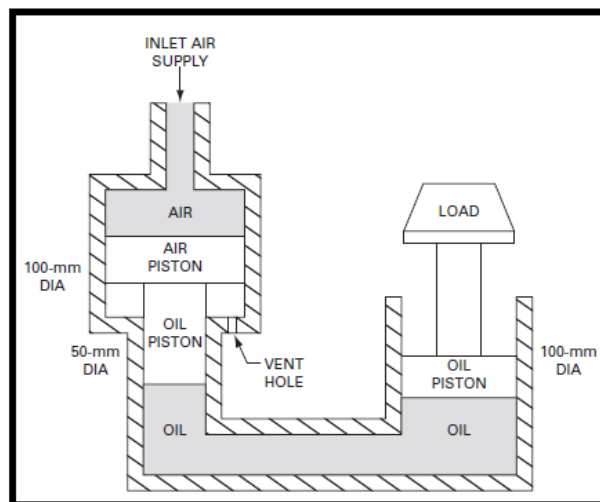 INLET AIR
SUPPLY
AIR
LOAD
AIR
PISTON
100-mm
DIA
OIL
PISTON
50-mm
DIA
VENT
HOLE
OIL
PISTON
100-mm
DIA
OIL
OIL